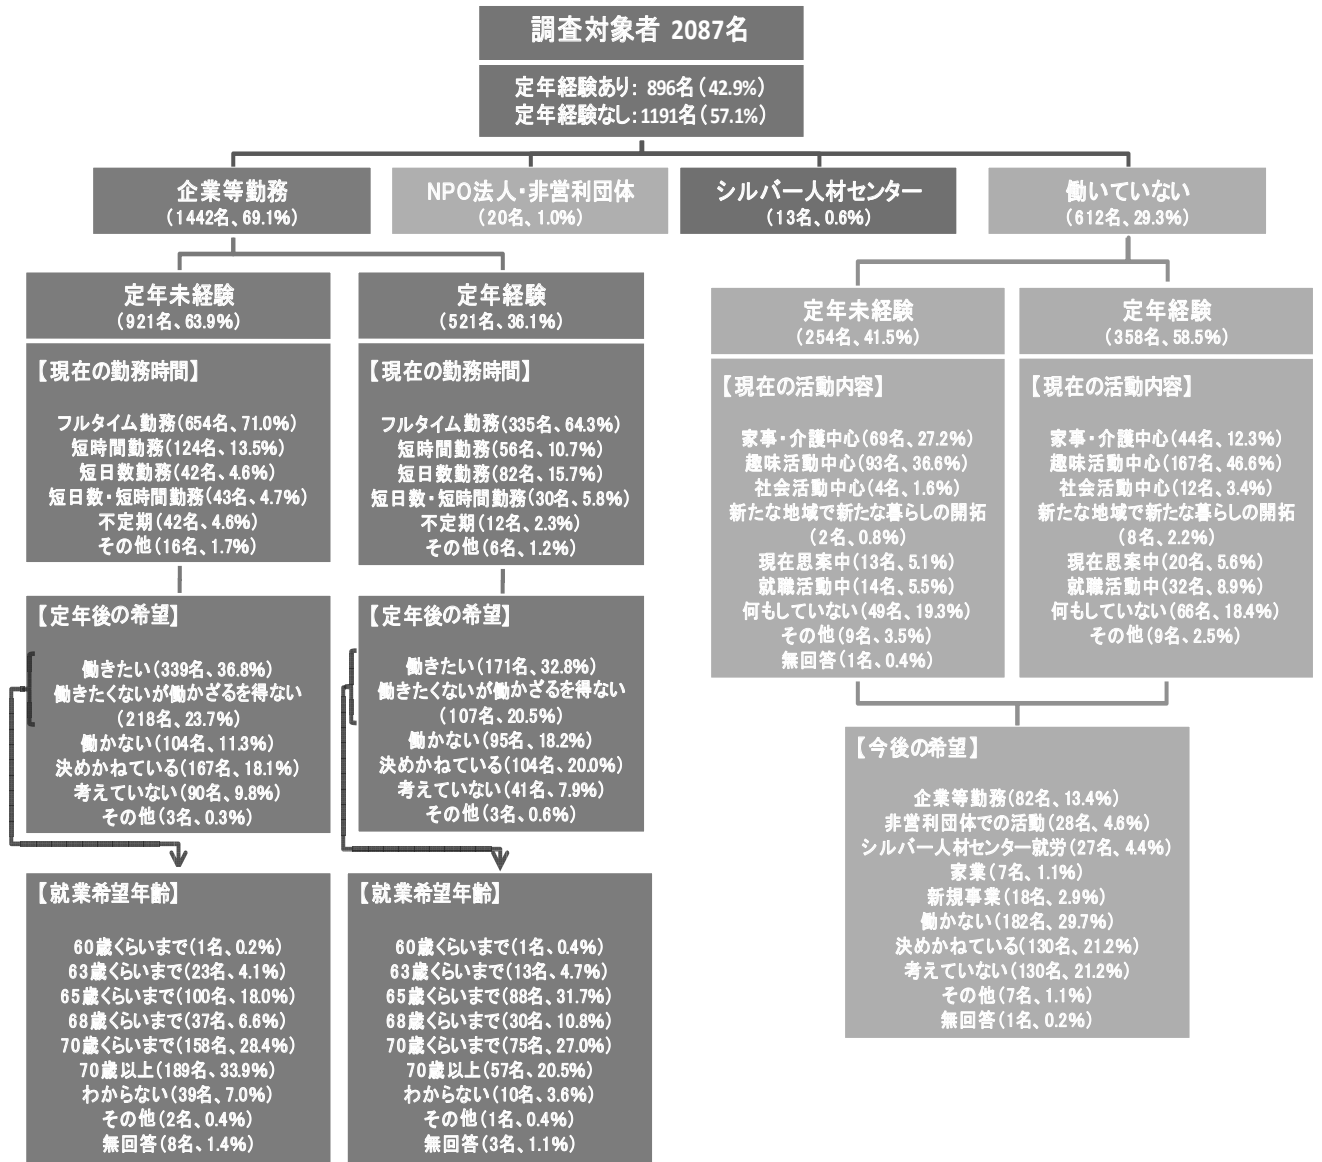 調査対象者 2087名
定年経験あり： 896名（42.9%）
定年経験なし：1191名（57.1%）
企業等勤務
（1442名、69.1%）
NPO法人・非営利団体
（20名、1.0%）
シルバー人材センター
（13名、0.6%）
働いていない
（612名、29.3%）
定年未経験
（921名、63.9%）
【現在の勤務時間】
フルタイム勤務（654名、71.0%）
短時間勤務（124名、13.5%）
短日数勤務（42名、4.6%）
短日数・短時間勤務（43名、4.7%）
不定期（42名、4.6%）
その他（16名、1.7%）
【定年後の希望】
働きたい（339名、36.8%）
働きたくないが働かざるを得ない
（218名、23.7%）
働かない（104名、11.3%）
決めかねている（167名、18.1%）
考えていない（90名、9.8%）
その他（3名、0.3%）
【就業希望年齢】
60歳くらいまで（1名、0.2%）
63歳くらいまで（23名、4.1%）
65歳くらいまで（100名、18.0%）
68歳くらいまで（37名、6.6%）
70歳くらいまで（158名、28.4%）
70歳以上（189名、33.9%）
わからない（39名、7.0%）
その他（2名、0.4%）
無回答（8名、1.4%）
定年経験
（521名、36.1%）
【現在の勤務時間】
フルタイム勤務（335名、64.3%）
短時間勤務（56名、10.7%）
短日数勤務（82名、15.7%）
短日数・短時間勤務（30名、5.8%）
不定期（12名、2.3%）
その他（6名、1.2%）
【定年後の希望】
働きたい（171名、32.8%）
働きたくないが働かざるを得ない
（107名、20.5%）
働かない（95名、18.2%）
決めかねている（104名、20.0%）
考えていない（41名、7.9%）
その他（3名、0.6%）
【就業希望年齢】
60歳くらいまで（1名、0.4%）
63歳くらいまで（13名、4.7%）
65歳くらいまで（88名、31.7%）
68歳くらいまで（30名、10.8%）
70歳くらいまで（75名、27.0%）
70歳以上（57名、20.5%）
わからない（10名、3.6%）
その他（1名、0.4%）
無回答（3名、1.1%）
定年未経験
（254名、41.5%）
【現在の活動内容】
家事・介護中心（69名、27.2%）
趣味活動中心（93名、36.6%）
社会活動中心（4名、1.6%）
新たな地域で新たな暮らしの開拓
（2名、0.8%）
現在思案中（13名、5.1%）
就職活動中（14名、5.5%）
何もしていない（49名、19.3%）
その他（9名、3.5%）
無回答（1名、0.4%）
定年経験
（358名、58.5%）
【現在の活動内容】
家事・介護中心（44名、12.3%）
趣味活動中心（167名、46.6%）
社会活動中心（12名、3.4%）
新たな地域で新たな暮らしの開拓
（8名、2.2%）
現在思案中（20名、5.6%）
就職活動中（32名、8.9%）
何もしていない（66名、18.4%）
その他（9名、2.5%）
【今後の希望】
企業等勤務（82名、13.4%）
非営利団体での活動（28名、4.6%）
シルバー人材センター就労（27名、4.4%）
家業（7名、1.1%）
新規事業（18名、2.9%）
働かない（182名、29.7%）
決めかねている（130名、21.2%）
考えていない（130名、21.2%）
その他（7名、1.1%）
無回答（1名、0.2%）